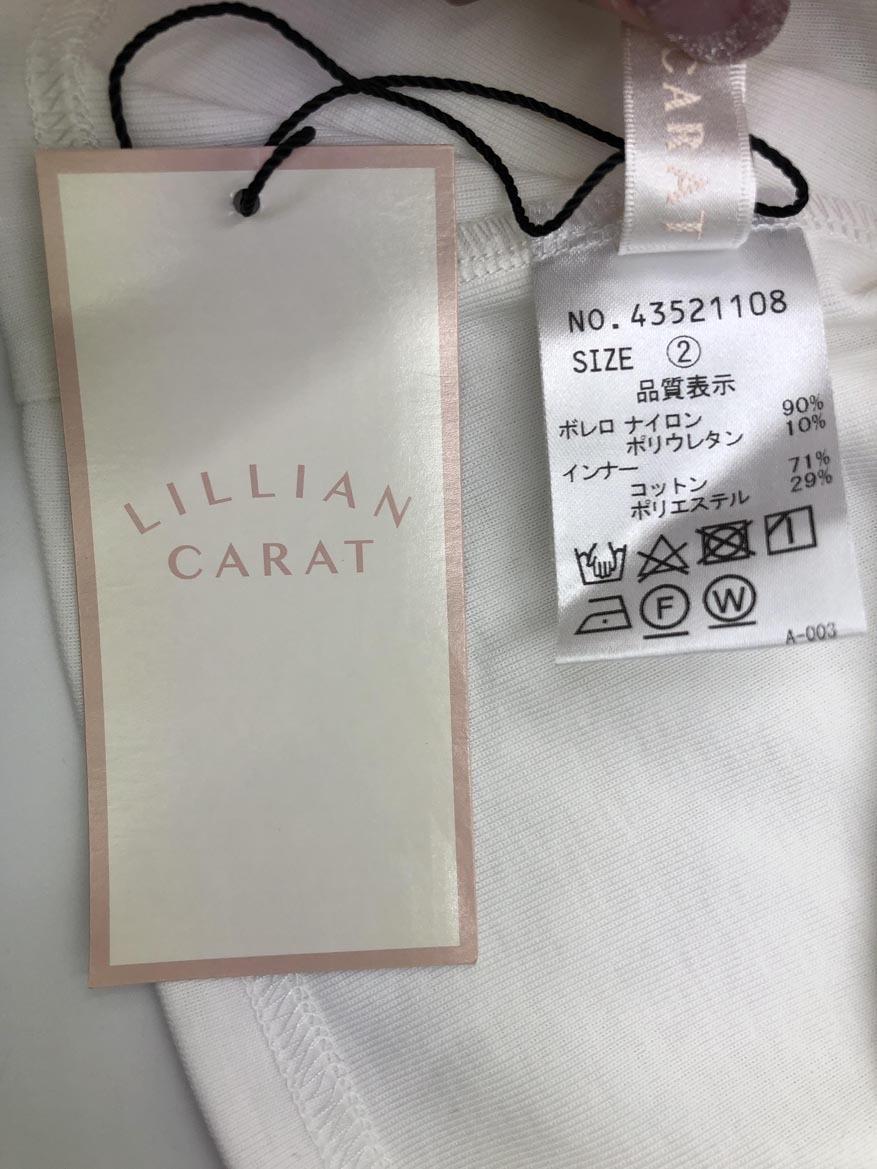 LILLIAN
CARAT
CARAT
NO.43521108
SIZE ②
品質表示
ボレロ ナイロン 90%
ポリウレタン 10%
インナー
コットン 71%
ポリエステル 29%
F W
A-003